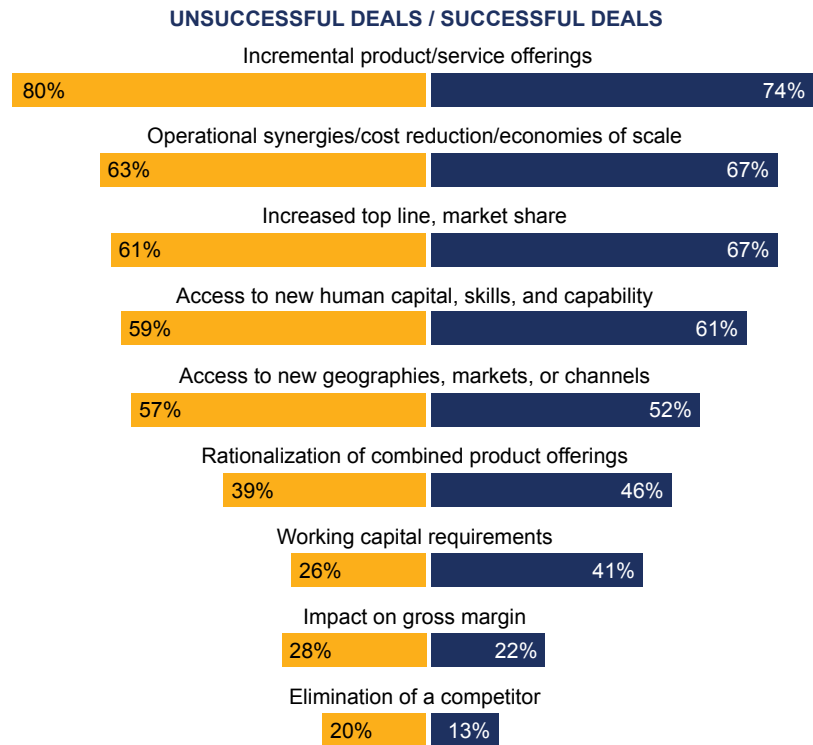 UNSUCCESSFUL DEALS / SUCCESSFUL DEALS
Incremental product/service offerings
80% 74%
Operational synergies/cost reduction/economies of scale
63% 67%
Increased top line, market share
61% 67%
Access to new human capital, skills, and capability
59% 61%
Access to new geographies, markets, or channels
57% 52%
Rationalization of combined product offerings
39% 46%
Working capital requirements
26% 41%
Impact on gross margin
28% 22%
Elimination of a competitor
20% 13%